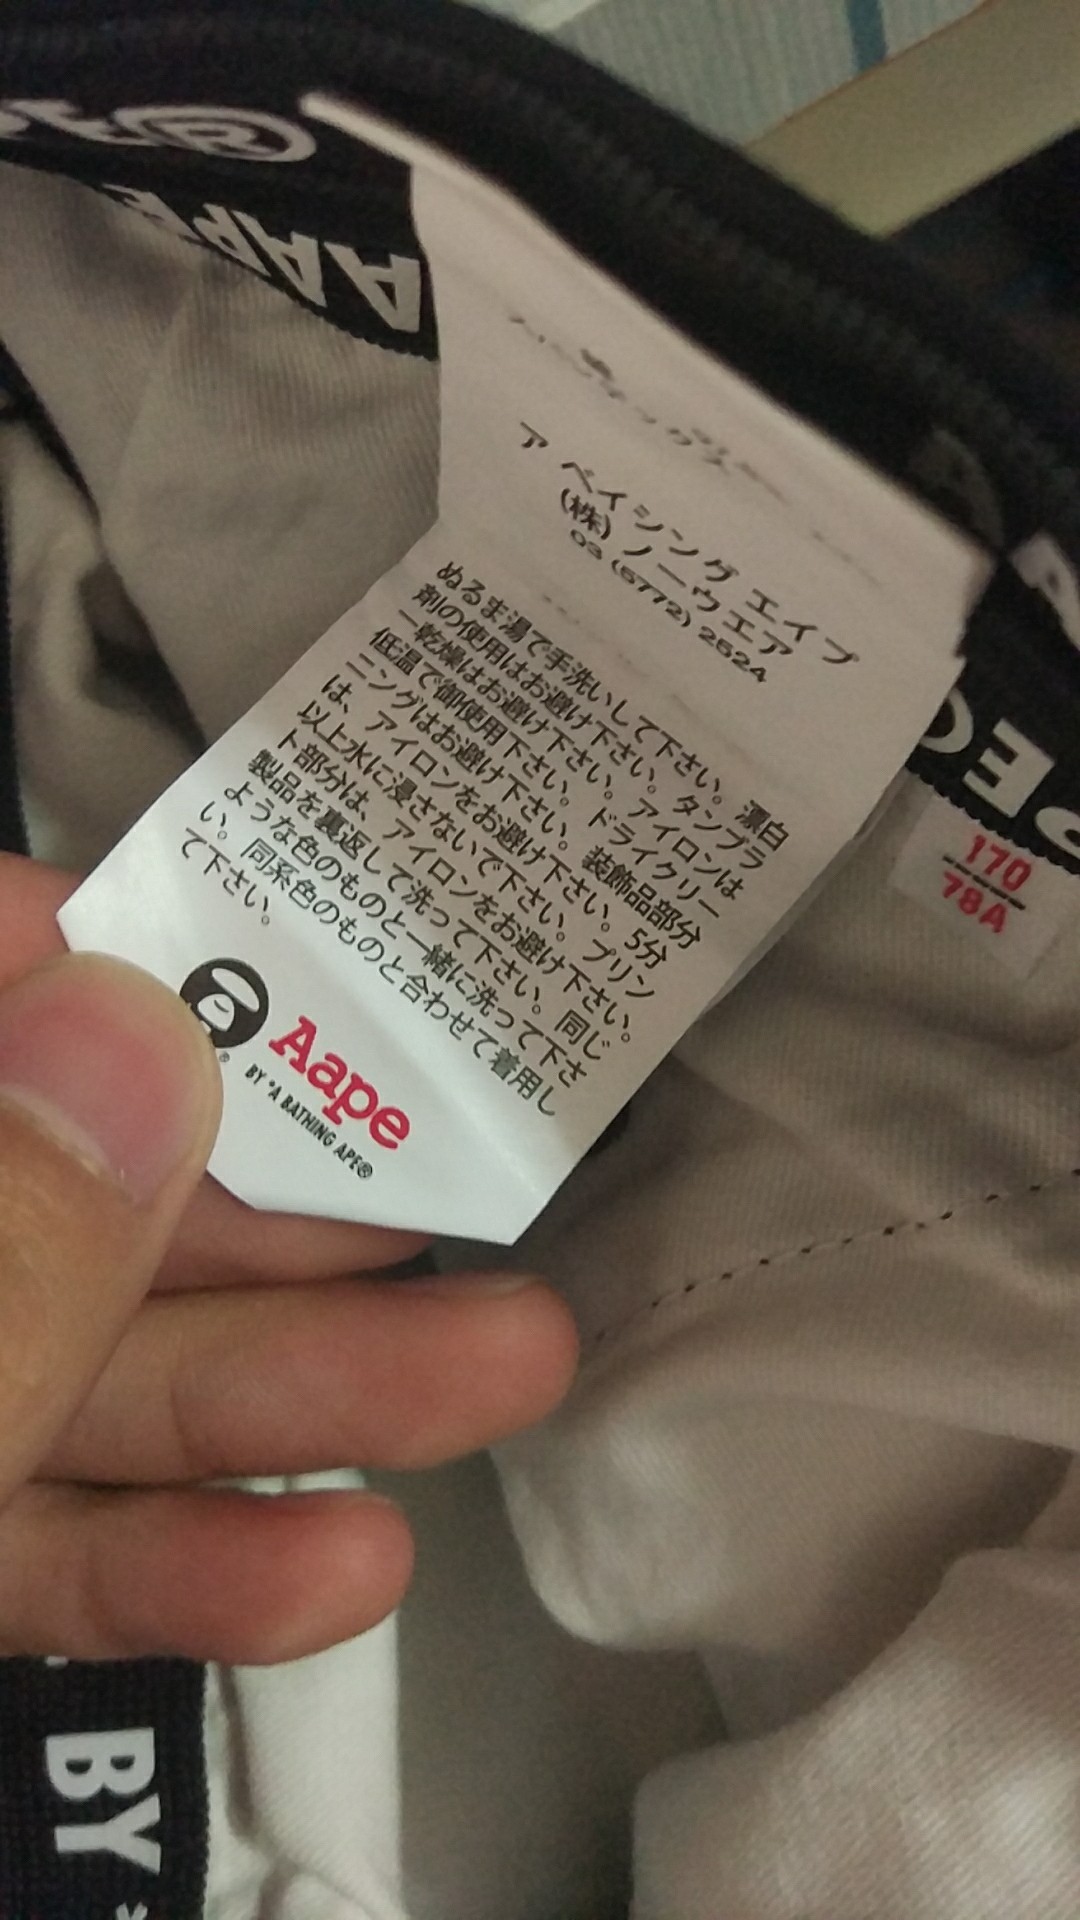 AAPE
ア ベイシング エイプ
(株) ノーウエア
03 (5772) 2524
ぬるま湯で手洗いして下さい。漂白
剤の使用はお避け下さい。タンブラ
ー乾燥はお避け下さい。アイロンは
低温で御使用下さい。ドライクリー
ニングはお避け下さい。装飾品部分
は、アイロンをお避け下さい。5分
以上水に浸さないで下さい。プリン
ト部分は、アイロンをお避け下さい。
製品を裏返して洗って下さい。同じ
ような色のものと一緒に洗って下さ
い。同系色のものと合わせて着用し
て下さい。
Aape
BY *A BATHING APE®
170
78A
BY